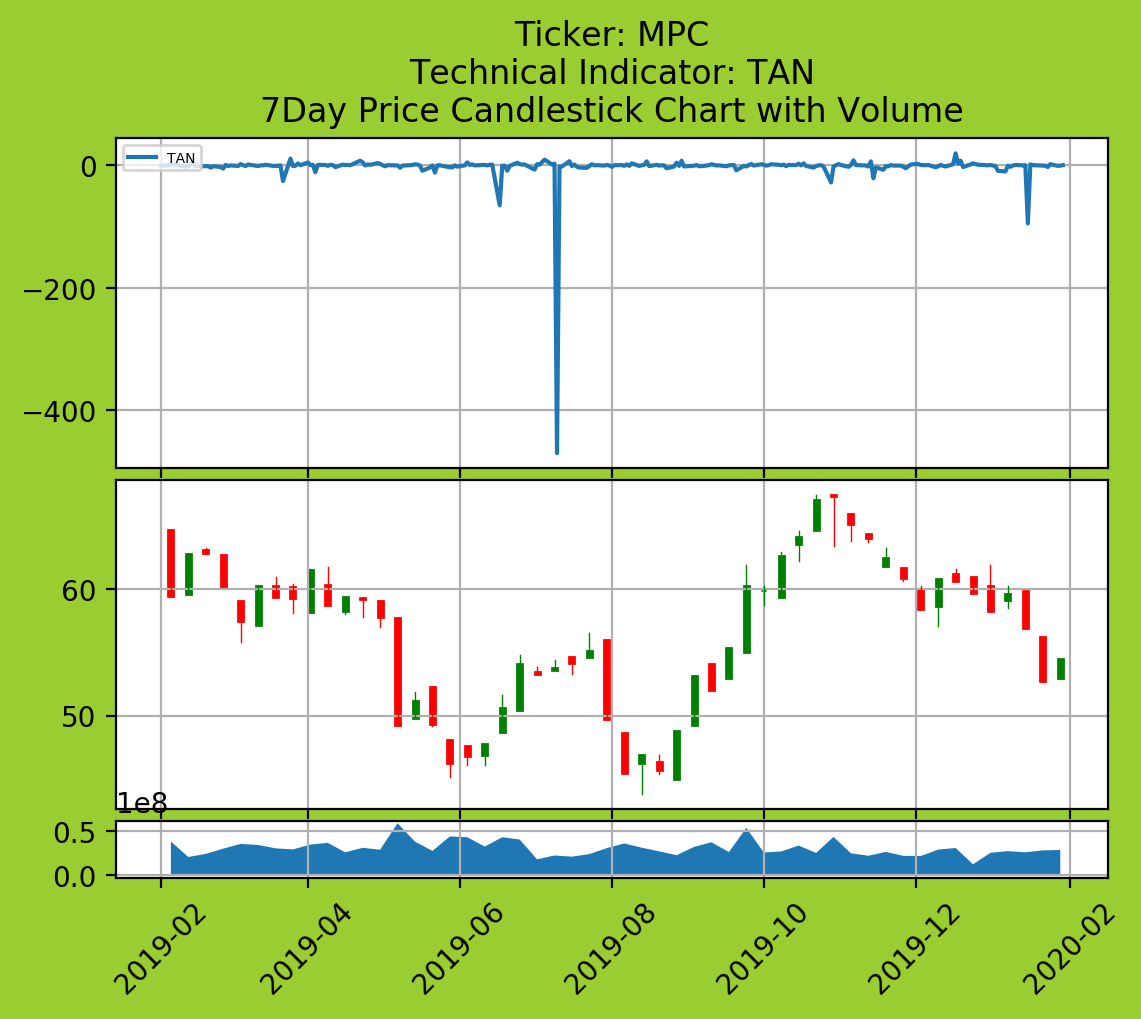 Ticker: MPC
Technical Indicator: TAN
7Day Price Candlestick Chart with Volume
TAN
0
−200
−400
60
50
1e8
0.5
0.0
2019-02
2019-04
2019-06
2019-08
2019-10
2019-12
2020-02